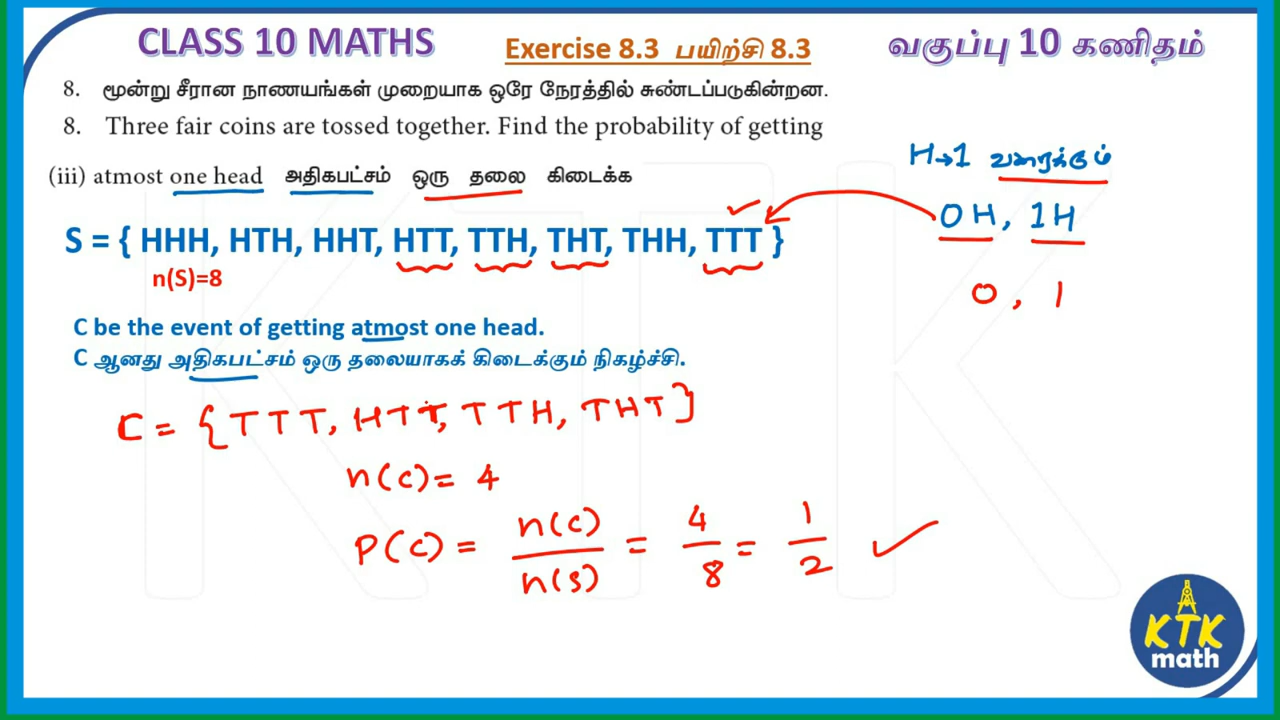 CLASS 10 MATHS Exercise 8.3 பயிற்சி 8.3 வகுப்பு 10 கணிதம்
8. மூன்று சீரான நாணயங்கள் முறையாக ஒரே நேரத்தில் சுண்டப்படுகின்றன.
8. Three fair coins are tossed together. Find the probability of getting
(iii) atmost one head அதிகபட்சம் ஒரு தலை கிடைக்க
H→1 வரைக்கும்
0H, 1H
S = { HHH, HTH, HHT, HTT, TTH, THT, THH, TTT }
n(S)=8
0, 1
C be the event of getting atmost one head.
C ஆனது அதிகபட்சம் ஒரு தலையாகக் கிடைக்கும் நிகழ்ச்சி.
C = {TTT, HTT, TTH, THT}
n(c) = 4
P(C) = n(c)/n(s) = 4/8 = 1/2
KTK
math